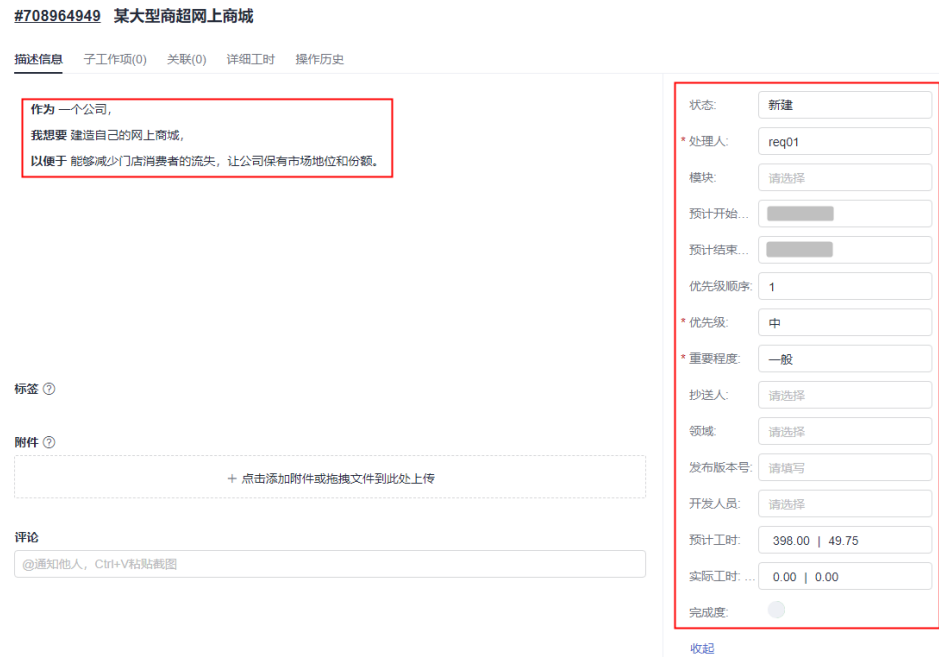 #708964949 某大型商超网上商城
描述信息 子工作项(0) 关联(0) 详细工时 操作历史
作为 一个公司,
我想要 建造自己的网上商城,
以便于 能够减少门店消费者的流失，让公司保有市场地位和份额。
标签
附件
+ 点击添加附件或拖拽文件到此处上传
评论
@通知他人，Ctrl+V粘贴截图
状态: 新建
* 处理人: req01
模块: 请选择
预计开始...
预计结束...
优先级顺序: 1
* 优先级: 中
* 重要程度: 一般
抄送人: 请选择
领域: 请选择
发布版本号: 请填写
开发人员: 请选择
预计工时: 398.00 | 49.75
实际工时: ... 0.00 | 0.00
完成度:
收起